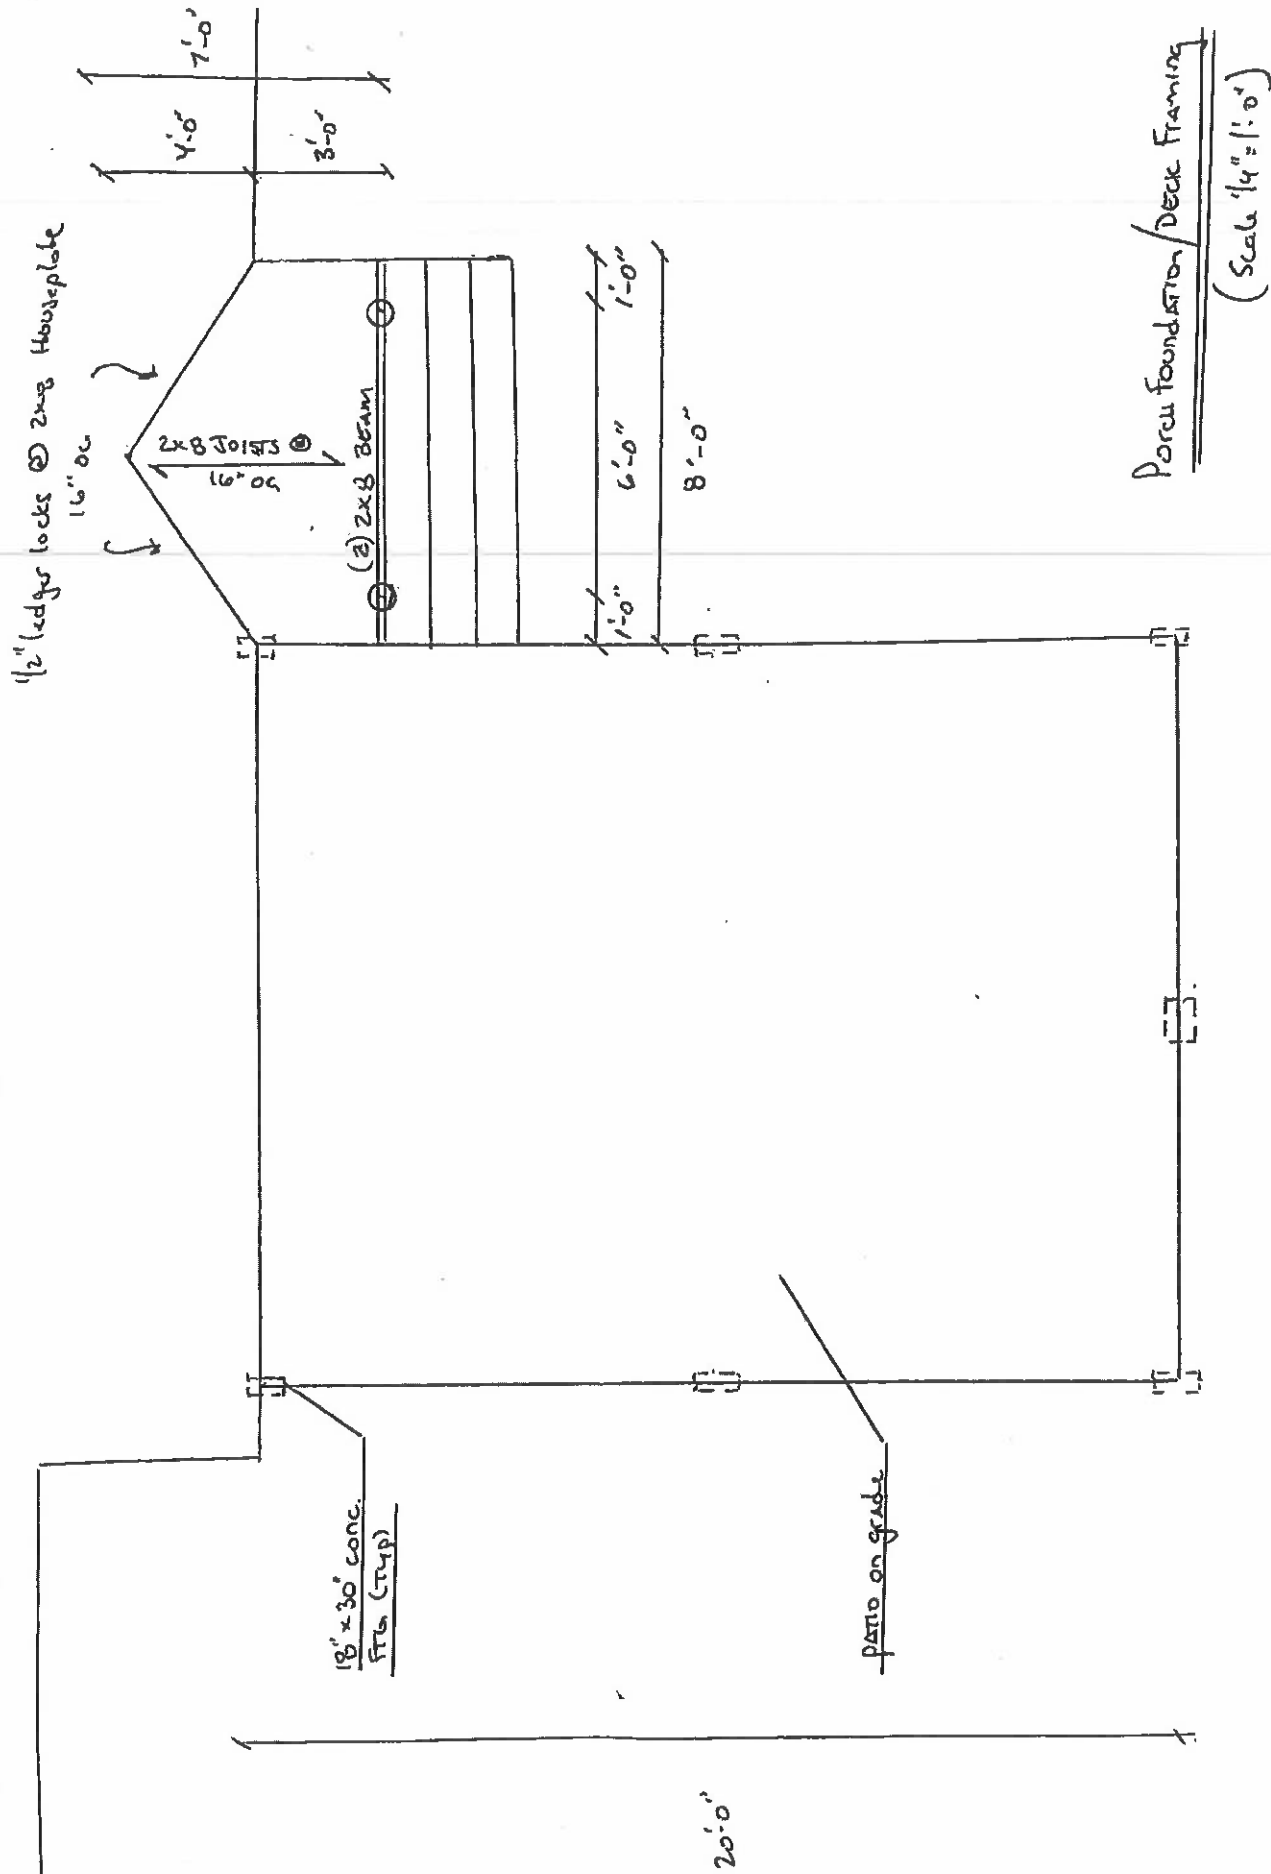 1/2" ledger locks @ 2x8 Houseplate
16" oc
7'-0"
4'-0"
3'-0"
2x8 JOISTS @
16" OC
(2) 2x8 BEAM
1'-0"
6'-0"
1'-0"
8'-0"
18" x 30" conc.
FTG (TYP)
PATIO on grade
20'-0"
Porch Foundation/Deck Framing
(Scale 1/4" = 1'-0")